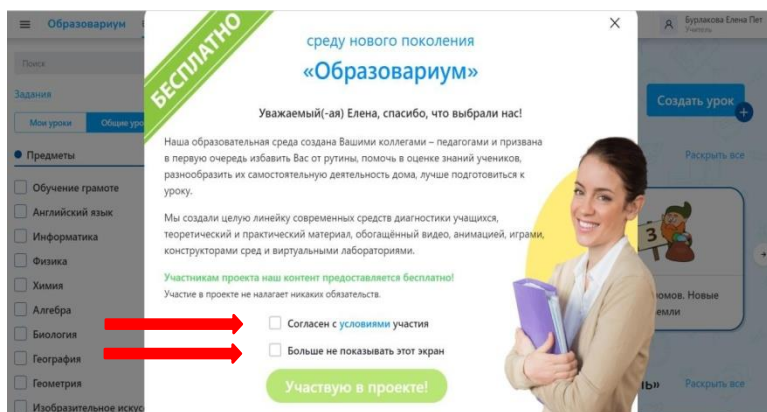 Образовариум
Бурлакова Елена Пет
Учитель
БЕСПЛАТНО
среду нового поколения
«Образовариум»
Поиск
Задания
Мои уроки
Общие уро
Создать урок
Предметы
Раскрыть все
Уважаемый(-ая) Елена, спасибо, что выбрали нас!
Наша образовательная среда создана Вашими коллегами – педагогами и призвана
в первую очередь избавить Вас от рутины, помочь в оценке знаний учеников,
разнообразить их самостоятельную деятельность дома, лучше подготовиться к
уроку.
Мы создали целую линейку современных средств диагностики учащихся,
теоретический и практический материал, обогащённый видео, анимацией, играми,
конструкторами сред и виртуальными лабораториями.
Участникам проекта наш контент предоставляется бесплатно!
Участие в проекте не налагает никаких обязательств.
Согласен с условиями участия
Больше не показывать этот экран
Участвую в проекте!
Обучение грамоте
Английский язык
Информатика
Физика
Химия
Алгебра
Биология
География
Геометрия
Изобразительное искус
3
омов. Новые
емли
ь»
Раскрыть все